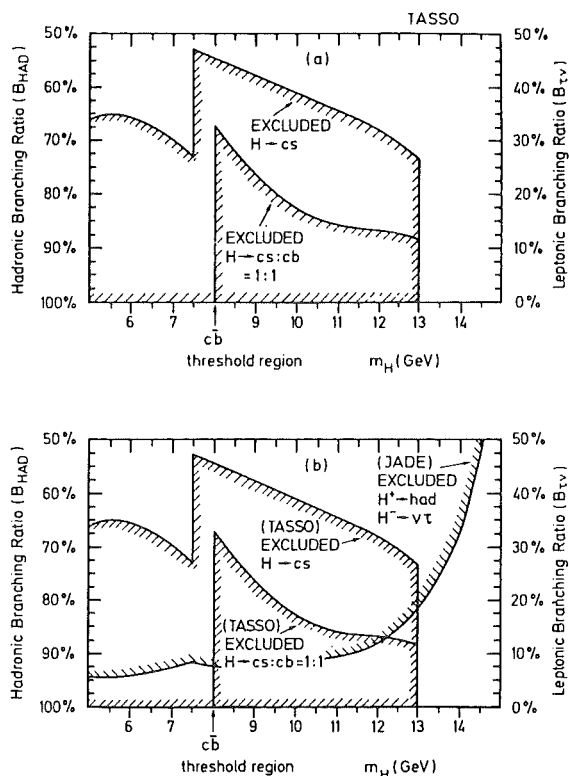 TASSO
50%
60%
70%
80%
90%
100%
Hadronic Branching Ratio (B_HAD)
50%
40%
30%
20%
10%
0%
Leptonic Branching Ratio (B_τν)
(a)
EXCLUDED
H→cs
EXCLUDED
H→cs:cb
=1:1
6 7 8 9 10 11 12 13 14
cb̄
threshold region
m_H (GeV)
50%
60%
70%
80%
90%
100%
Hadronic Branching Ratio (B_HAD)
50%
40%
30%
20%
10%
0%
Leptonic Branching Ratio (B_τν)
(b)
(JADE)
EXCLUDED
H⁺→had
H⁻→ντ
(TASSO)
EXCLUDED
H→cs
(TASSO)
EXCLUDED
H→cs:cb=1:1
6 7 8 9 10 11 12 13 14
cb̄
threshold region
m_H (GeV)